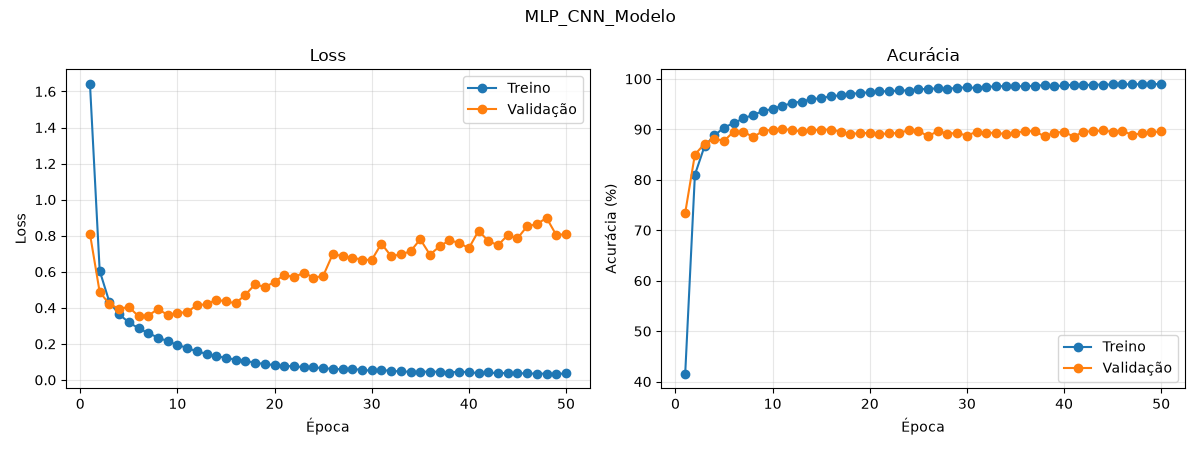 MLP_CNN_Modelo
Loss
Treino
Validação
1.6
1.4
1.2
1.0
0.8
0.6
0.4
0.2
0.0
Loss
0
10
20
30
40
50
Época
Acurácia
100
90
80
70
60
50
40
Acurácia (%)
Treino
Validação
0
10
20
30
40
50
Época